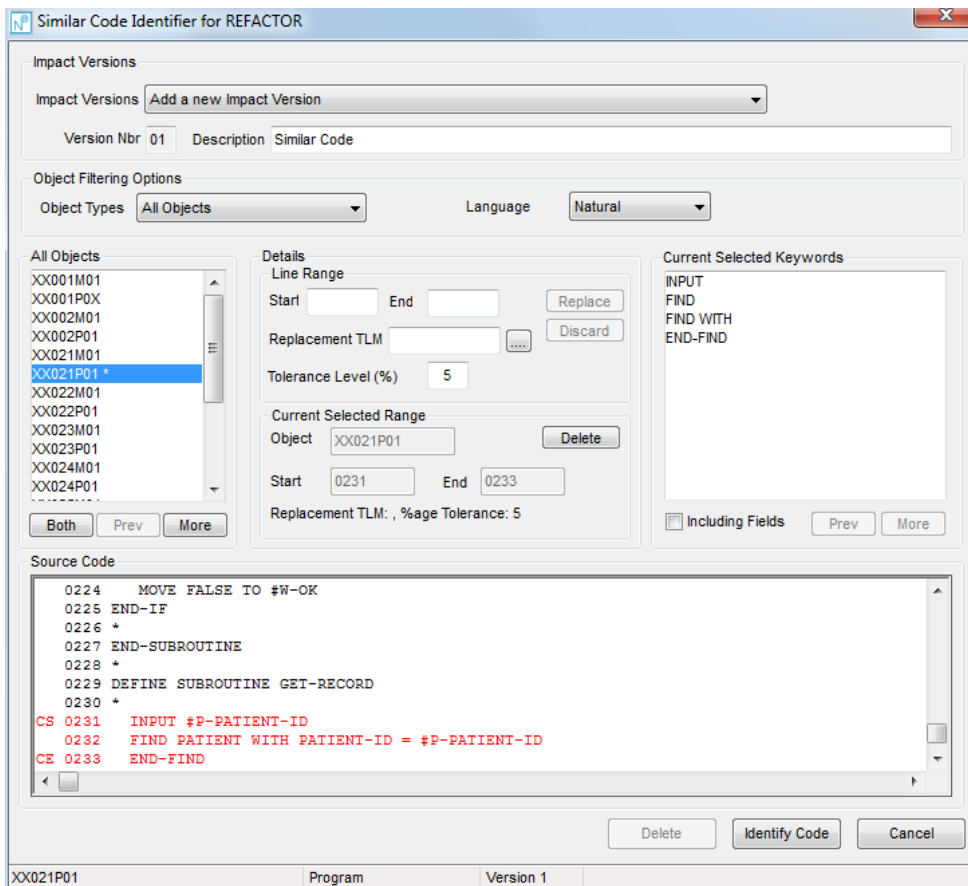 Similar Code Identifier for REFACTOR
X
Impact Versions
Impact Versions Add a new Impact Version
Version Nbr 01 Description Similar Code
Object Filtering Options
Object Types All Objects Language Natural
All Objects
XX001M01
XX001P0X
XX002M01
XX002P01
XX021M01
XX021P01 *
XX022M01
XX022P01
XX023M01
XX023P01
XX024M01
XX024P01
Both Prev More
Details
Line Range
Start End Replace
Discard
Replacement TLM ....
Tolerance Level (%) 5
Current Selected Range
Object XX021P01 Delete
Start 0231 End 0233
Replacement TLM: , %age Tolerance: 5
Current Selected Keywords
INPUT
FIND
FIND WITH
END-FIND
Including Fields Prev More
Source Code
0224 MOVE FALSE TO #W-OK
0225 END-IF
0226 *
0227 END-SUBROUTINE
0228 *
0229 DEFINE SUBROUTINE GET-RECORD
0230 *
CS 0231 INPUT #P-PATIENT-ID
0232 FIND PATIENT WITH PATIENT-ID = #P-PATIENT-ID
CE 0233 END-FIND
Delete Identify Code Cancel
XX021P01 Program Version 1